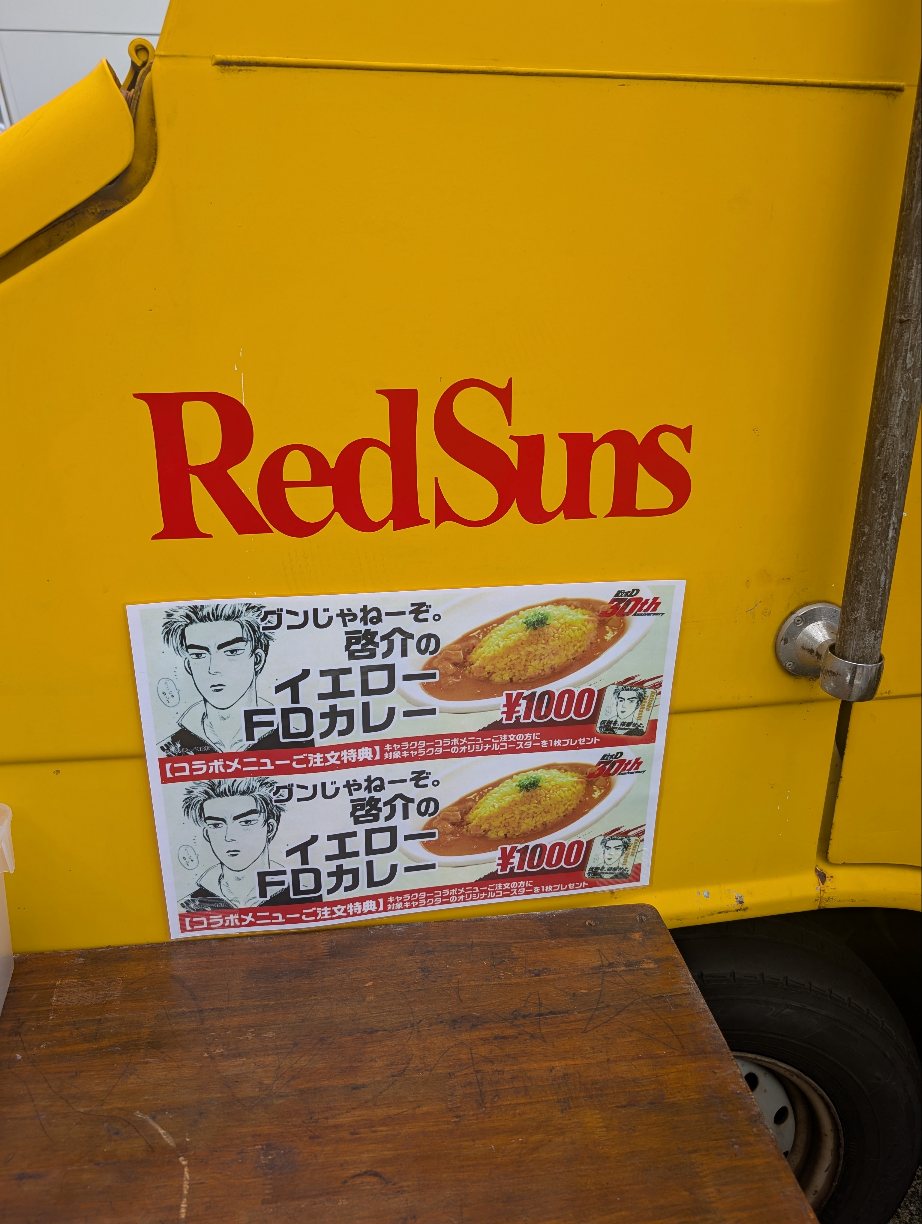 RedSuns
グンじゃねーぞ。
啓介の
イエロー
FDカレー
30th
¥1000
【コラボメニューご注文特典】
キャラクターコラボメニューご注文の方に
対象キャラクターのオリジナルコースターを1枚プレゼント
グンじゃねーぞ。
啓介の
イエロー
FDカレー
30th
¥1000
【コラボメニューご注文特典】
キャラクターコラボメニューご注文の方に
対象キャラクターのオリジナルコースターを1枚プレゼント